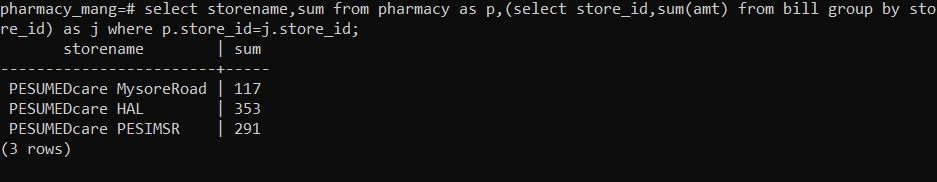 pharmacy_mang=# select storename,sum from pharmacy as p,(select store_id,sum(amt) from bill group by sto
re_id) as j where p.store_id=j.store_id;
       storename        | sum
------------------------+-----
 PESUMEDcare MysoreRoad | 117
 PESUMEDcare HAL        | 353
 PESUMEDcare PESIMSR    | 291
(3 rows)